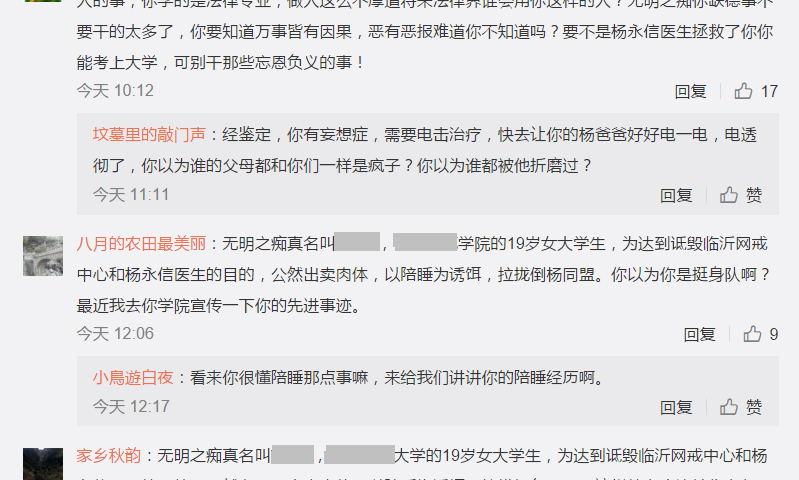 人的事，你学的是法律专业，做人这么不厚道将来法律界谁会用你这样的人？无明之痴你缺德事不
要干的太多了，你要知道万事皆有因果，恶有恶报难道你不知道吗？要不是杨永信医生拯救了你你
能考上大学，可别干那些忘恩负义的事！
今天 10:12
回复 17
坟墓里的敲门声：经鉴定，你有妄想症，需要电击治疗，快去让你的杨爸爸好好电一电，电透
彻了，你以为谁的父母都和你们一样是疯子？你以为谁都被他折磨过？
今天 11:11
回复 赞
八月的农田最美丽：无明之痴真名叫，学院的19岁女大学生，为达到诋毁临沂网戒
中心和杨永信医生的目的，公然出卖肉体，以陪睡为诱饵，拉拢倒杨同盟。你以为你是挺身队啊？
最近我去你学院宣传一下你的先进事迹。
今天 12:06
回复 9
小鳥遊白夜：看来你很懂陪睡那点事嘛，来给我们讲讲你的陪睡经历啊。
今天 12:17
回复 赞
家乡秋韵：无明之痴真名叫，大学的19岁女大学生，为达到诋毁临沂网戒中心和杨